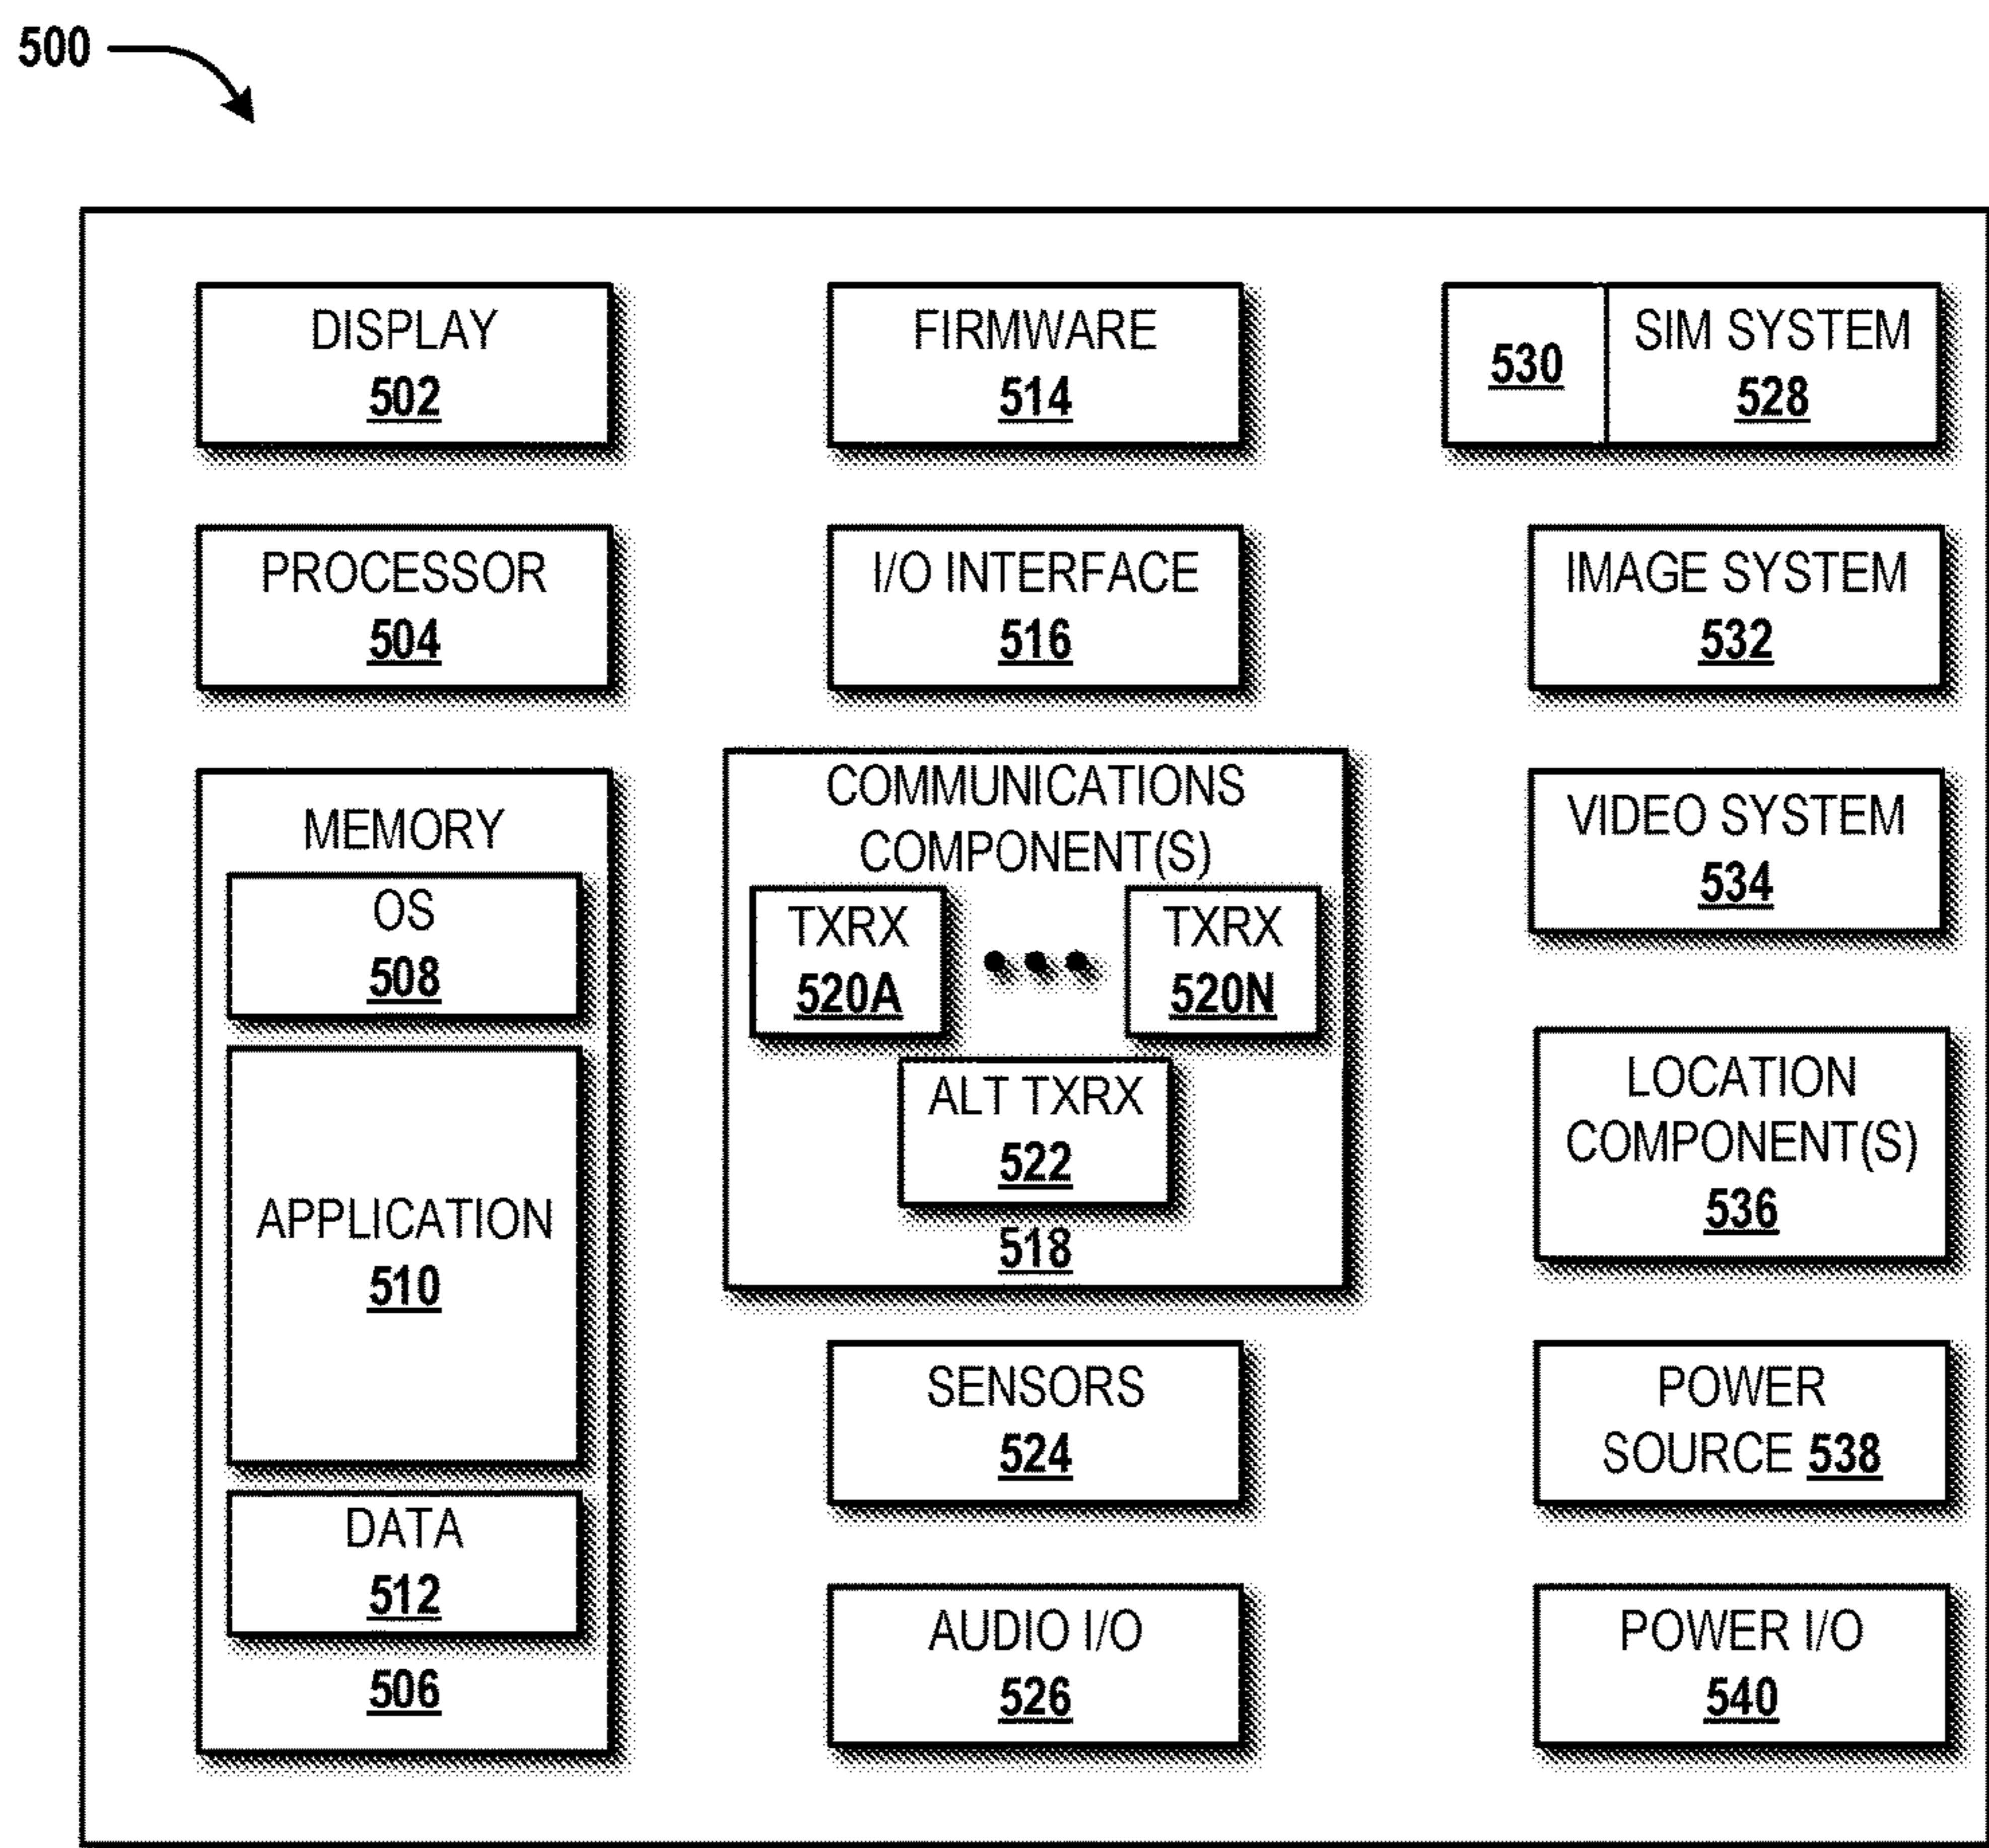 500
DISPLAY
502
PROCESSOR
504
MEMORY
OS
508
APPLICATION
510
DATA
512
506
FIRMWARE
514
I/O INTERFACE
516
COMMUNICATIONS
COMPONENT(S)
TXRX
520A
TXRX
520N
ALT TXRX
522
518
SENSORS
524
AUDIO I/O
526
530
SIM SYSTEM
528
IMAGE SYSTEM
532
VIDEO SYSTEM
534
LOCATION
COMPONENT(S)
536
POWER
SOURCE 538
POWER I/O
540